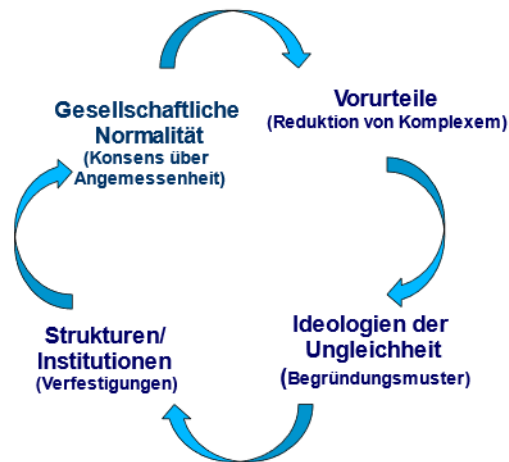 Gesellschaftliche
Normalität
(Konsens über
Angemessenheit)
Vorurteile
(Reduktion von Komplexem)
Ideologien der
Ungleichheit
(Begründungsmuster)
Strukturen/
Institutionen
(Verfestigungen)